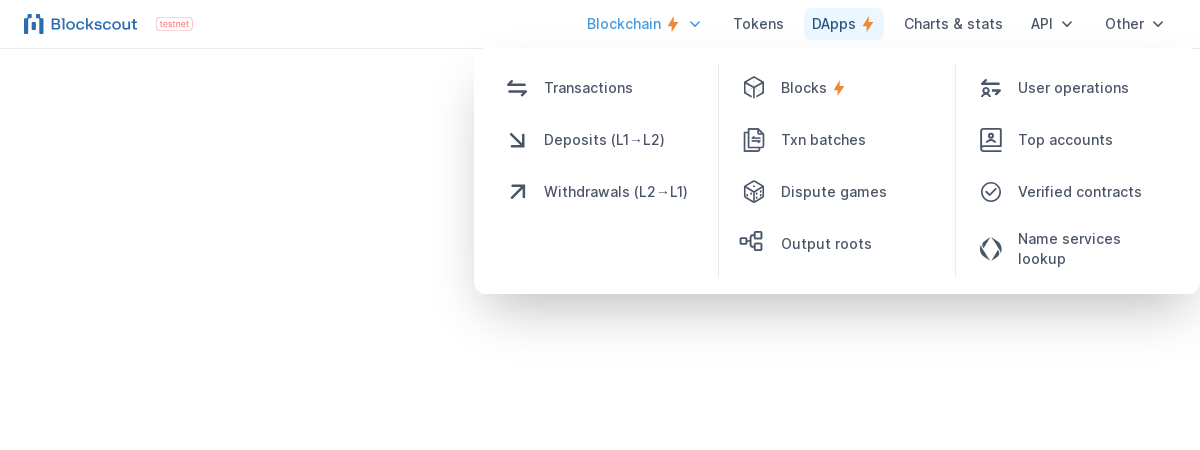 Blockscout testnet Blockchain Tokens DApps Charts & stats API Other
Transactions
Deposits (L1→L2)
Withdrawals (L2→L1)
Blocks
Txn batches
Dispute games
Output roots
User operations
Top accounts
Verified contracts
Name services
lookup